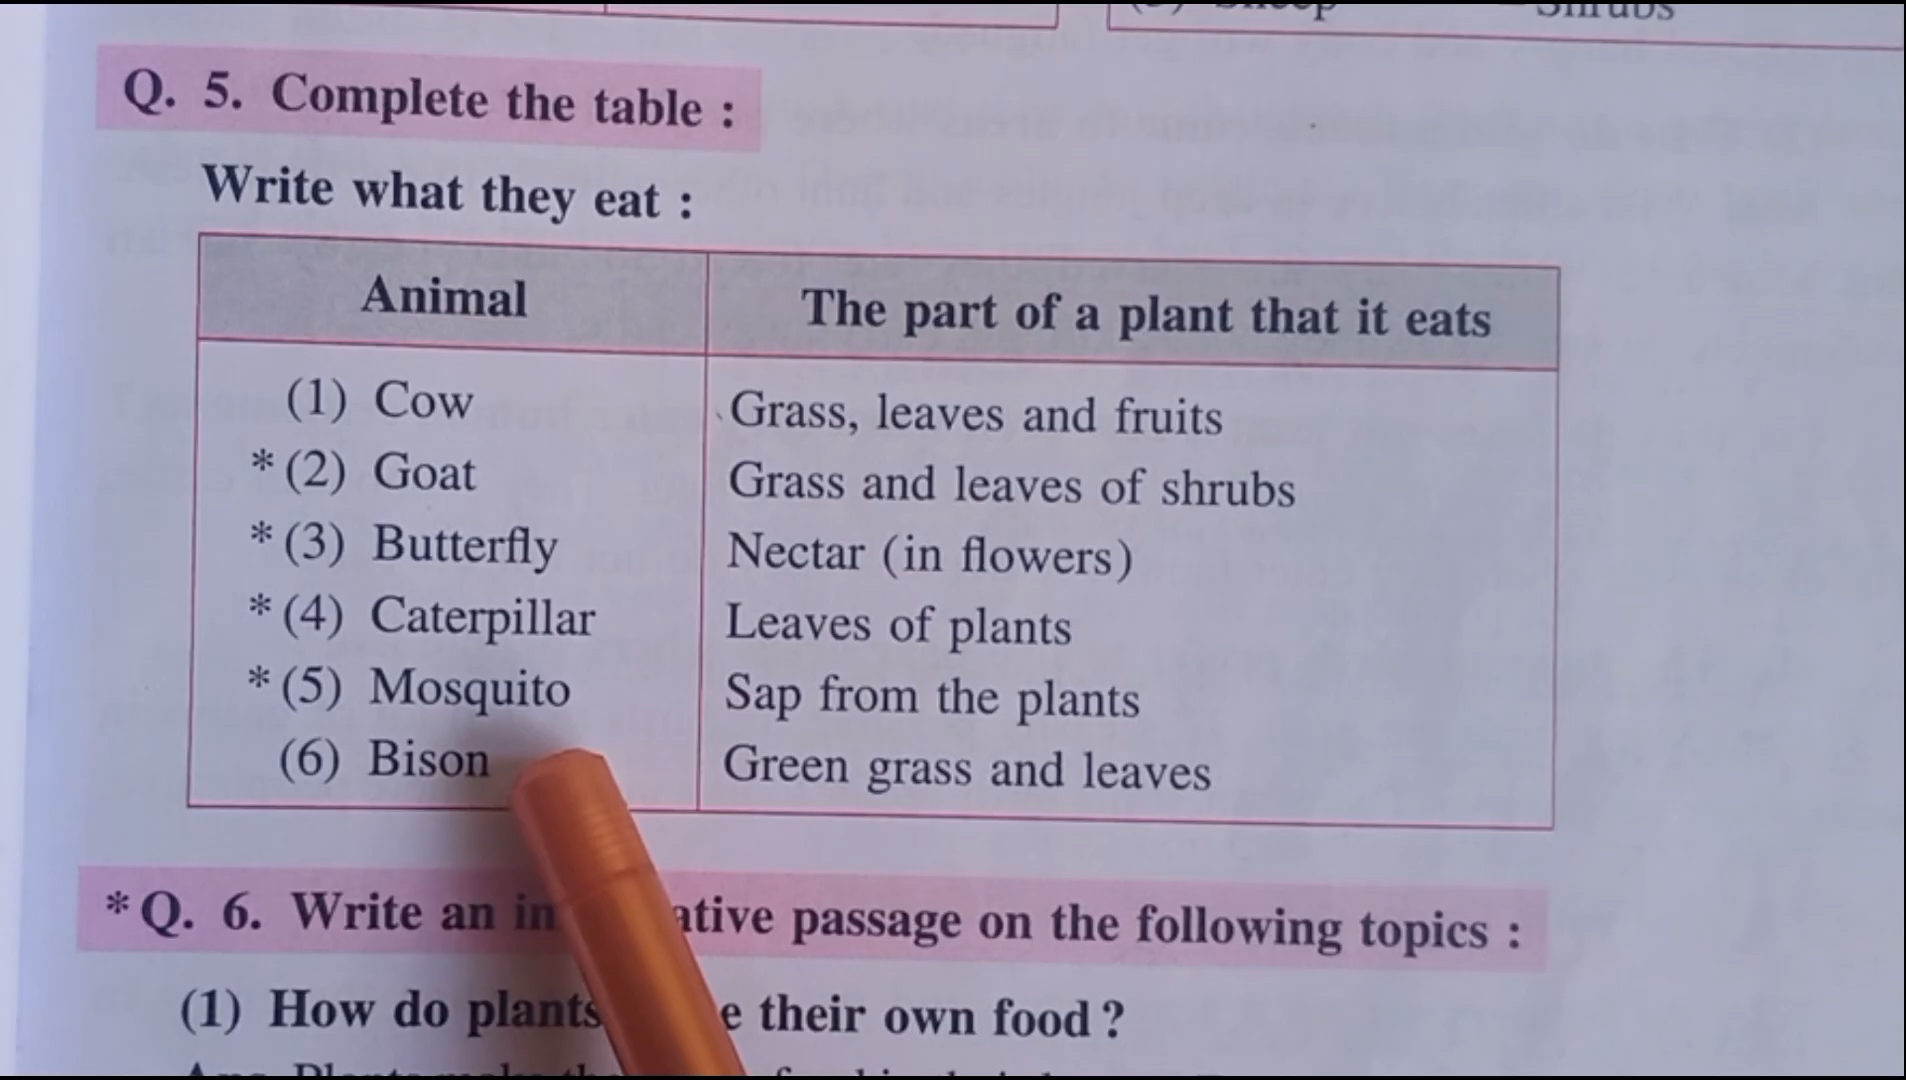 Sheep – Shrubs
Q. 5. Complete the table :
Write what they eat :
Animal The part of a plant that it eats
(1) Cow Grass, leaves and fruits
* (2) Goat Grass and leaves of shrubs
* (3) Butterfly Nectar (in flowers)
* (4) Caterpillar Leaves of plants
* (5) Mosquito Sap from the plants
(6) Bison Green grass and leaves
* Q. 6. Write an passage on the following topics :
(1) How do plants their own food ?